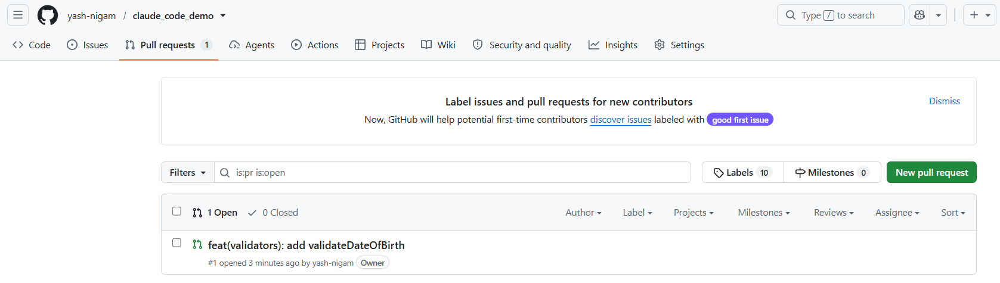 yash-nigam / claude_code_demo
Type / to search
Code Issues Pull requests 1 Agents Actions Projects Wiki Security and quality Insights Settings
Label issues and pull requests for new contributors
Dismiss
Now, GitHub will help potential first-time contributors discover issues labeled with good first issue
Filters is:pr is:open Labels 10 Milestones 0 New pull request
1 Open 0 Closed Author Label Projects Milestones Reviews Assignee Sort
feat(validators): add validateDateOfBirth
#1 opened 3 minutes ago by yash-nigam Owner